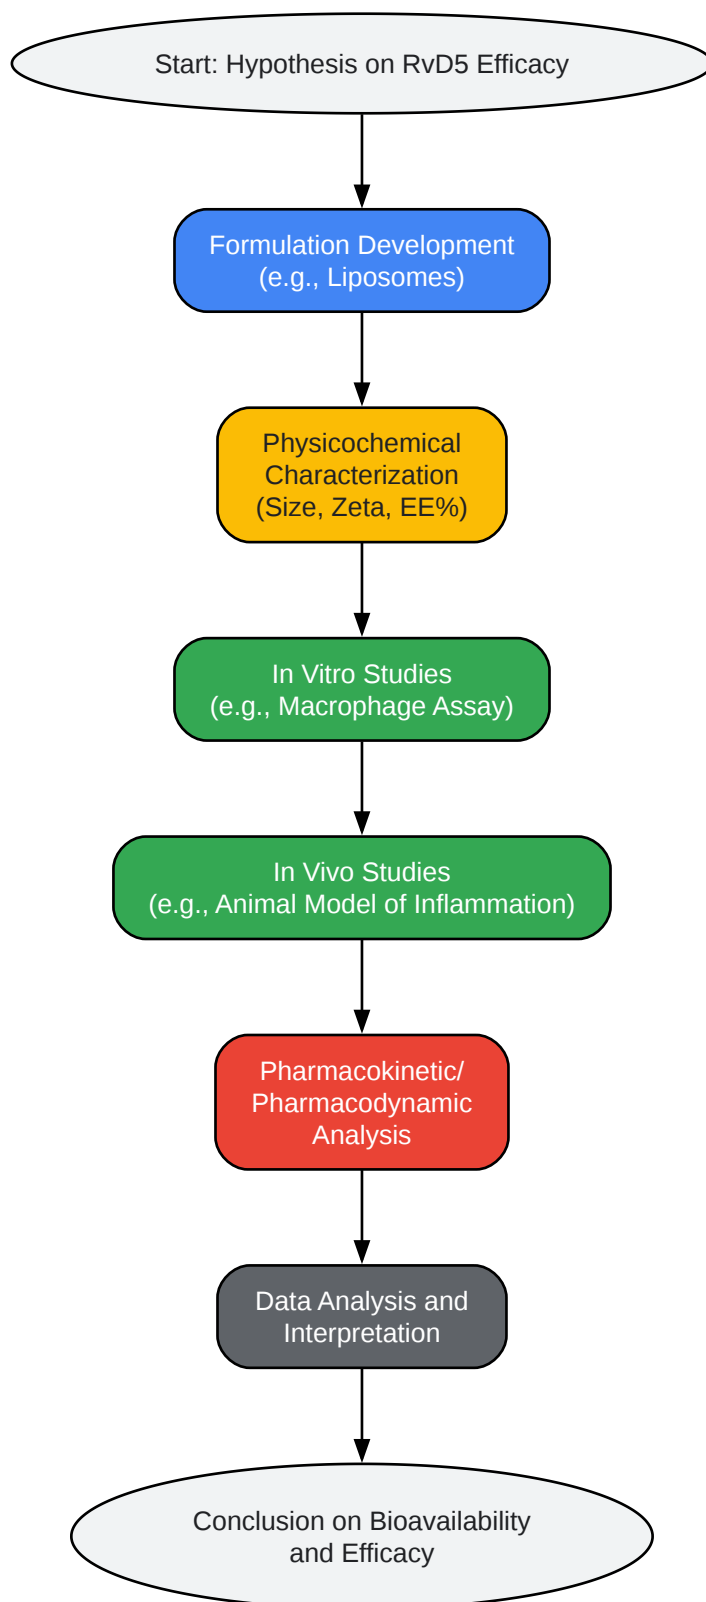 Start: Hypothesis on RvD5 Efficacy
Formulation Development
(e.g., Liposomes)
Physicochemical
Characterization
(Size, Zeta, EE%)
In Vitro Studies
(e.g., Macrophage Assay)
In Vivo Studies
(e.g., Animal Model of Inflammation)
Pharmacokinetic/
Pharmacodynamic
Analysis
Data Analysis and
Interpretation
Conclusion on Bioavailability
and Efficacy